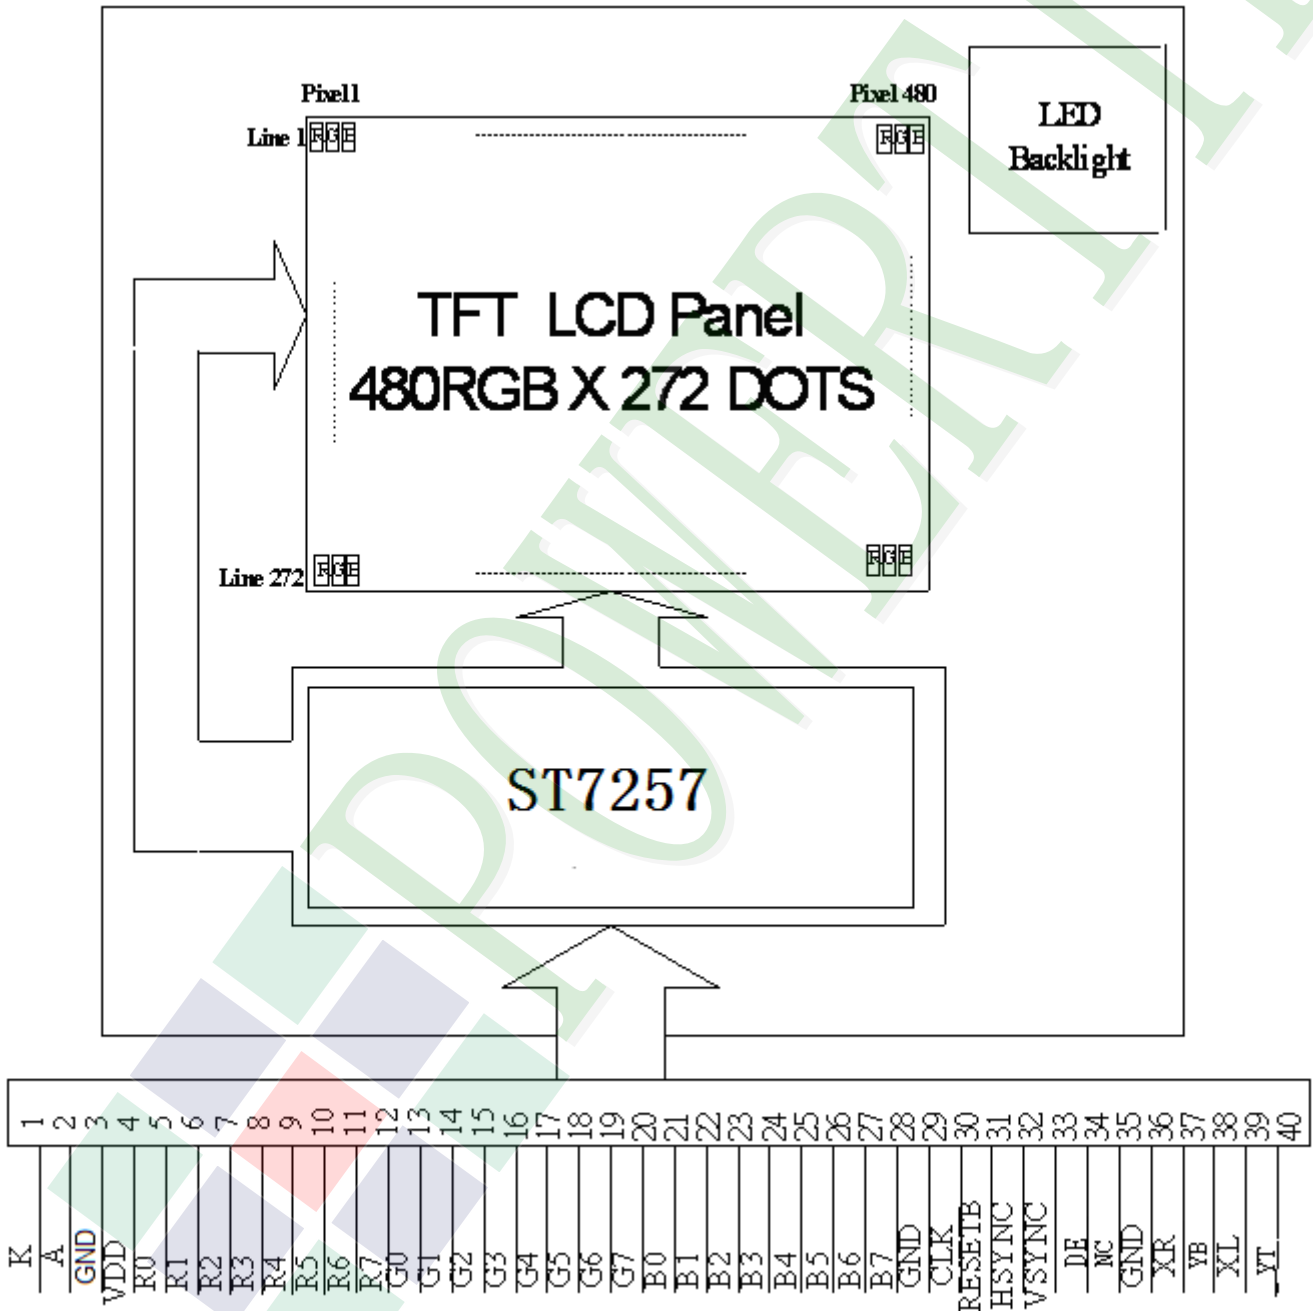 Pixel1
Pixel 480
Line 1
RGB
RGB
LED
Backlight
TFT LCD Panel
480RGB X 272 DOTS
Line 272
RGB
RGB
ST7257
1 2 3 4 5 6 7 8 9 10 11 12 13 14 15 16 17 18 19 20 21 22 23 24 25 26 27 28 29 30 31 32 33 34 35 36 37 38 39 40
K A GND VDD R0 R1 R2 R3 R4 R5 R6 R7 G0 G1 G2 G3 G4 G5 G6 G7 B0 B1 B2 B3 B4 B5 B6 B7 GND CLK RESETB HSYNC VSYNC DE NC GND XR YB XL YT